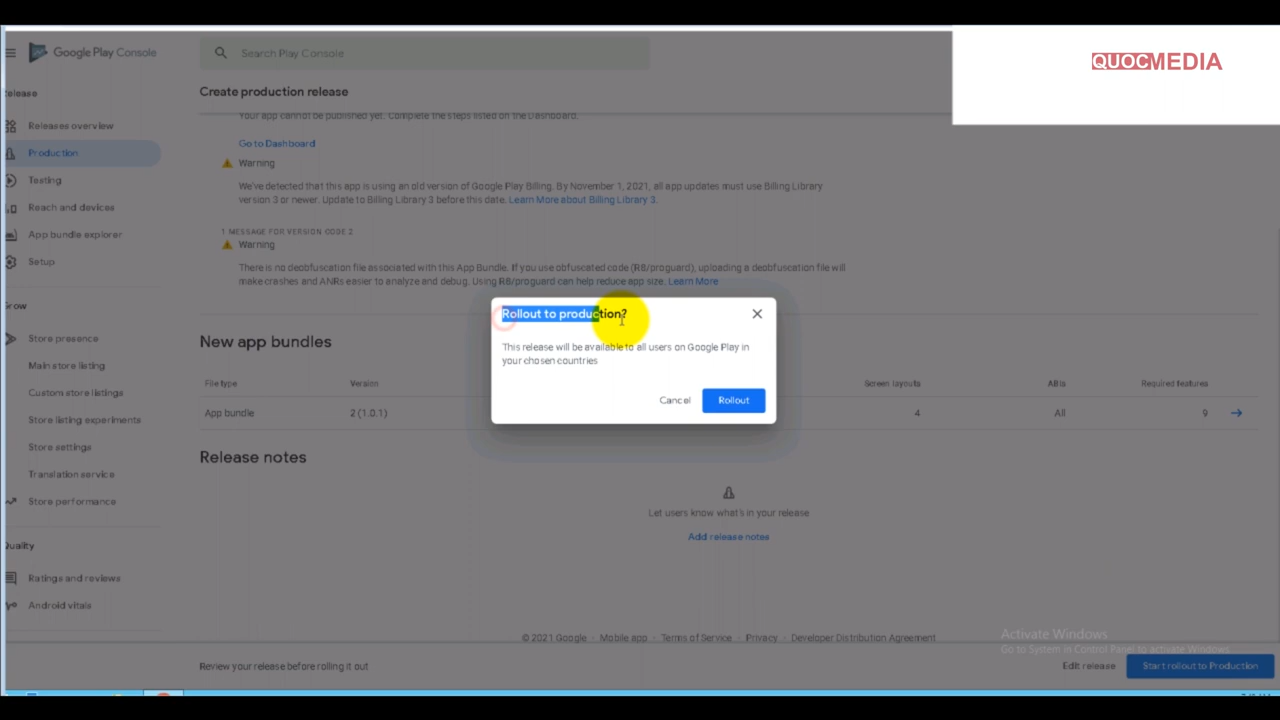 QUOCMEDIA
Google Play Console
Search Play Console
Release
Create production release
Your app cannot be published yet. Complete the steps listed on the Dashboard.
Releases overview
Go to Dashboard
Production
Warning
Testing
We've detected that this app is using an old version of Google Play Billing. By November 1, 2021, all app updates must use Billing Library
version 3 or newer. Update to Billing Library 3 before this date. Learn More about Billing Library 3.
Reach and devices
App bundle explorer
1 MESSAGE FOR VERSION CODE 2
Warning
Setup
There is no deobfuscation file associated with this App Bundle. If you use obfuscated code (R8/proguard), uploading a deobfuscation file will
make crashes and ANRs easier to analyze and debug. Using R8/proguard can help reduce app size. Learn More
Grow
Rollout to production?
This release will be available to all users on Google Play in
your chosen countries
Cancel
Rollout
Store presence
New app bundles
Main store listing
File type
Version
Screen layouts
ABIs
Required features
Custom store listings
App bundle
2 (1.0.1)
4
All
9
Store listing experiments
Store settings
Release notes
Translation service
Store performance
Let users know what's in your release
Add release notes
Quality
Ratings and reviews
Android vitals
© 2021 Google · Mobile app · Terms of Service · Privacy · Developer Distribution Agreement
Activate Windows
Go to System in Control Panel to activate Windows.
Review your release before rolling it out
Edit release
Start rollout to Production